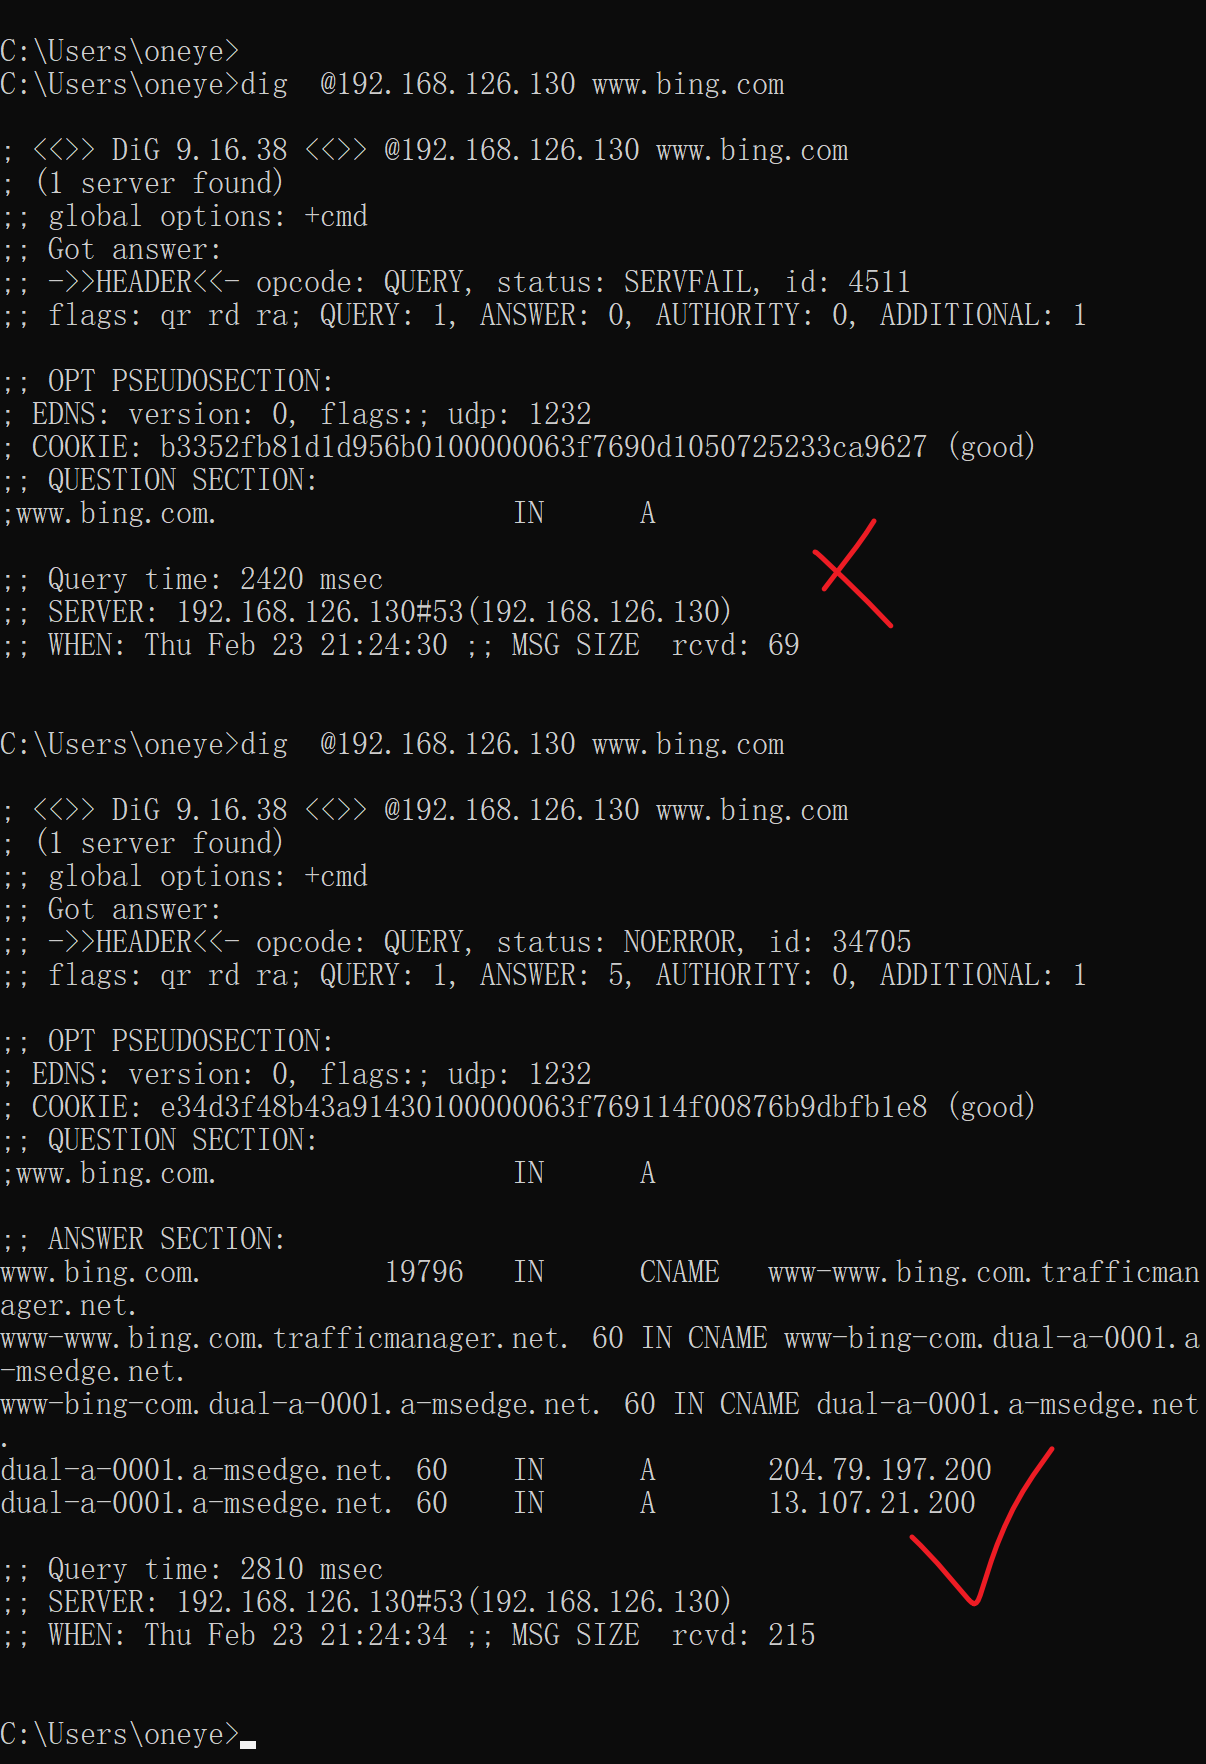 C:\Users\oneye>
C:\Users\oneye>dig  @192.168.126.130 www.bing.com
; <<>> DiG 9.16.38 <<>> @192.168.126.130 www.bing.com
; (1 server found)
;; global options: +cmd
;; Got answer:
;; ->>HEADER<<- opcode: QUERY, status: SERVFAIL, id: 4511
;; flags: qr rd ra; QUERY: 1, ANSWER: 0, AUTHORITY: 0, ADDITIONAL: 1
;; OPT PSEUDOSECTION:
; EDNS: version: 0, flags:; udp: 1232
; COOKIE: b3352fb81d1d956b0100000063f7690d1050725233ca9627 (good)
;; QUESTION SECTION:
;www.bing.com.                  IN      A
;; Query time: 2420 msec
;; SERVER: 192.168.126.130#53(192.168.126.130)
;; WHEN: Thu Feb 23 21:24:30 ;; MSG SIZE  rcvd: 69
C:\Users\oneye>dig  @192.168.126.130 www.bing.com
; <<>> DiG 9.16.38 <<>> @192.168.126.130 www.bing.com
; (1 server found)
;; global options: +cmd
;; Got answer:
;; ->>HEADER<<- opcode: QUERY, status: NOERROR, id: 34705
;; flags: qr rd ra; QUERY: 1, ANSWER: 5, AUTHORITY: 0, ADDITIONAL: 1
;; OPT PSEUDOSECTION:
; EDNS: version: 0, flags:; udp: 1232
; COOKIE: e34d3f48b43a91430100000063f769114f00876b9dbfb1e8 (good)
;; QUESTION SECTION:
;www.bing.com.                  IN      A
;; ANSWER SECTION:
www.bing.com.           19796   IN      CNAME   www-www.bing.com.trafficman
ager.net.
www-www.bing.com.trafficmanager.net. 60 IN CNAME www-bing-com.dual-a-0001.a
-msedge.net.
www-bing-com.dual-a-0001.a-msedge.net. 60 IN CNAME dual-a-0001.a-msedge.net
.
dual-a-0001.a-msedge.net. 60    IN      A       204.79.197.200
dual-a-0001.a-msedge.net. 60    IN      A       13.107.21.200
;; Query time: 2810 msec
;; SERVER: 192.168.126.130#53(192.168.126.130)
;; WHEN: Thu Feb 23 21:24:34 ;; MSG SIZE  rcvd: 215
C:\Users\oneye>